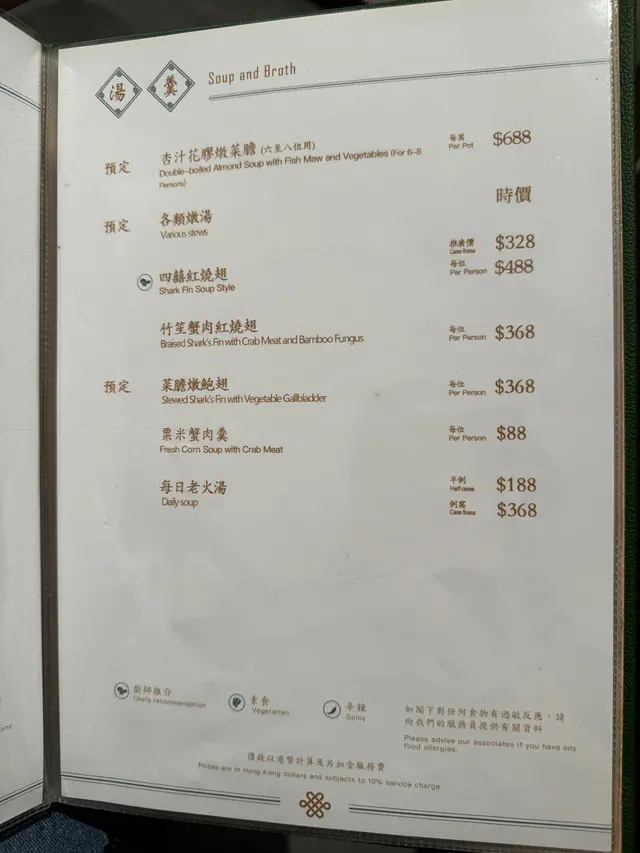 湯 羹 Soup and Broth
預定 杏汁花膠燉菜膽 (六至八位用) 每窩 $688
Double-boiled Almond Soup with Fish Maw and Vegetables (For 6-8 Per Pot
Persons)
時價
預定 各類燉湯
Various stews
推廣價 $328
Case fossa
四囍紅燒翅 每位 $488
Shark Fin Soup Style Per Person
竹笙蟹肉紅燒翅 每位 $368
Braised Shark's Fin with Crab Meat and Bamboo Fungus Per Person
預定 菜膽燉鮑翅 每位 $368
Stewed Shark's Fin with Vegetable Gallbladder Per Person
粟米蟹肉羹 每位 $88
Fresh Corn Soup with Crab Meat Per Person
每日老火湯 半例 $188
Daily soup Half cases
例窩 $368
Case fossa
廚師推介 素食 辛辣
Chefs recommendation Vegetarian Spicy
如閣下對任何食物有過敏反應，請
向我們的服務員提供有關資料
Please advise our associates if you have any
food allergies.
價錢以港幣計算及另加壹服務費
Prices are in Hong Kong dollars and subjects to 10% service charge